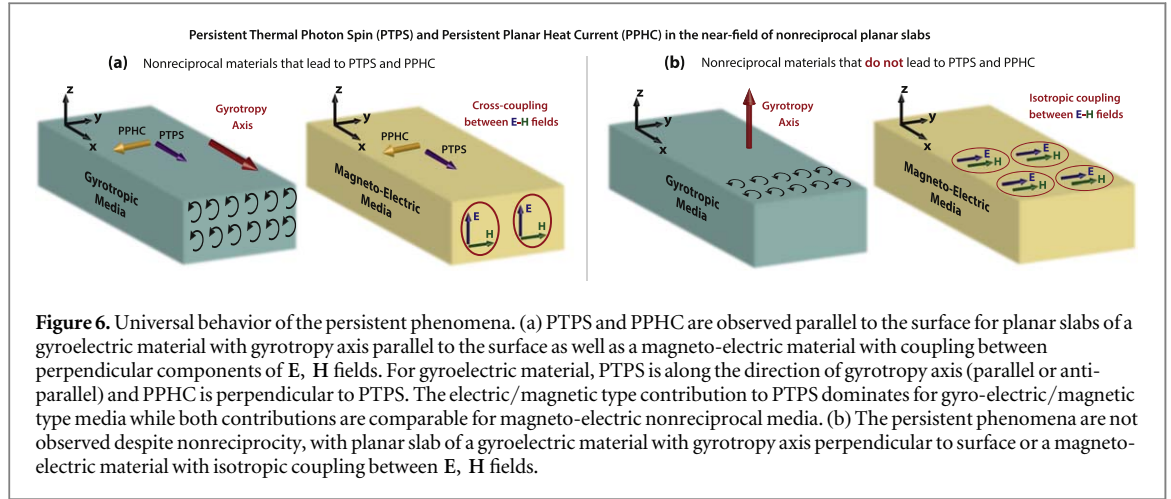 Persistent Thermal Photon Spin (PTPS) and Persistent Planar Heat Current (PPHC) in the near-field of nonreciprocal planar slabs
(a) Nonreciprocal materials that lead to PTPS and PPHC
z
y
x
PPHC
PTPS
Gyrotropy
Axis
Gyrotropic
Media
z
y
x
PPHC
PTPS
Cross-coupling
between E-H fields
Magneto-Electric
Media
E
H
E
H
(b) Nonreciprocal materials that do not lead to PTPS and PPHC
z
y
x
Gyrotropy
Axis
Gyrotropic
Media
z
y
x
Isotropic coupling
between E-H fields
Magneto-Electric
Media
E
H
E
H
E
H
E
H
Figure 6. Universal behavior of the persistent phenomena. (a) PTPS and PPHC are observed parallel to the surface for planar slabs of a
gyroelectric material with gyrotropy axis parallel to the surface as well as a magneto-electric material with coupling between
perpendicular components of E, H fields. For gyroelectric material, PTPS is along the direction of gyrotropy axis (parallel or anti-
parallel) and PPHC is perpendicular to PTPS. The electric/magnetic type contribution to PTPS dominates for gyro-electric/magnetic
type media while both contributions are comparable for magneto-electric nonreciprocal media. (b) The persistent phenomena are not
observed despite nonreciprocity, with planar slab of a gyroelectric material with gyrotropy axis perpendicular to surface or a magneto-
electric material with isotropic coupling between E, H fields.